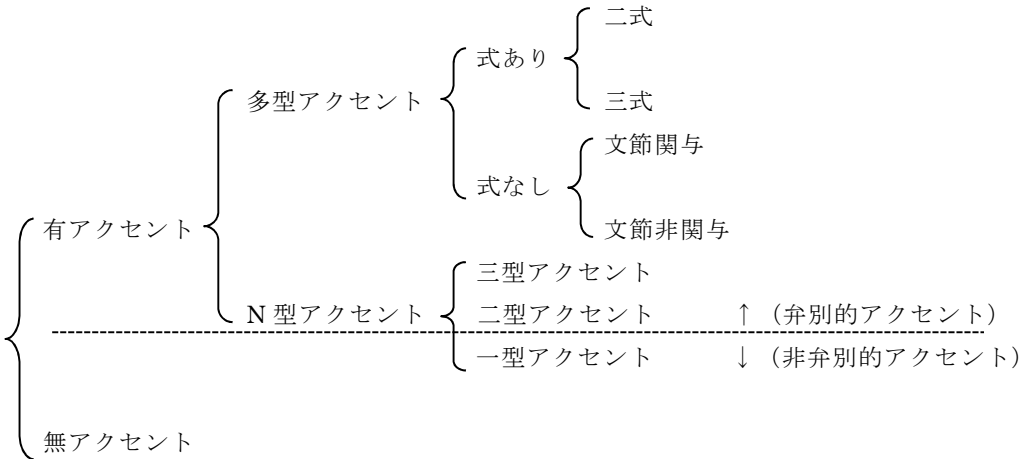 二式
式あり
三式
多型アクセント
文節関与
式なし
文節非関与
有アクセント
三型アクセント
N 型アクセント
二型アクセント ↑（弁別的アクセント）
一型アクセント ↓（非弁別的アクセント）
無アクセント